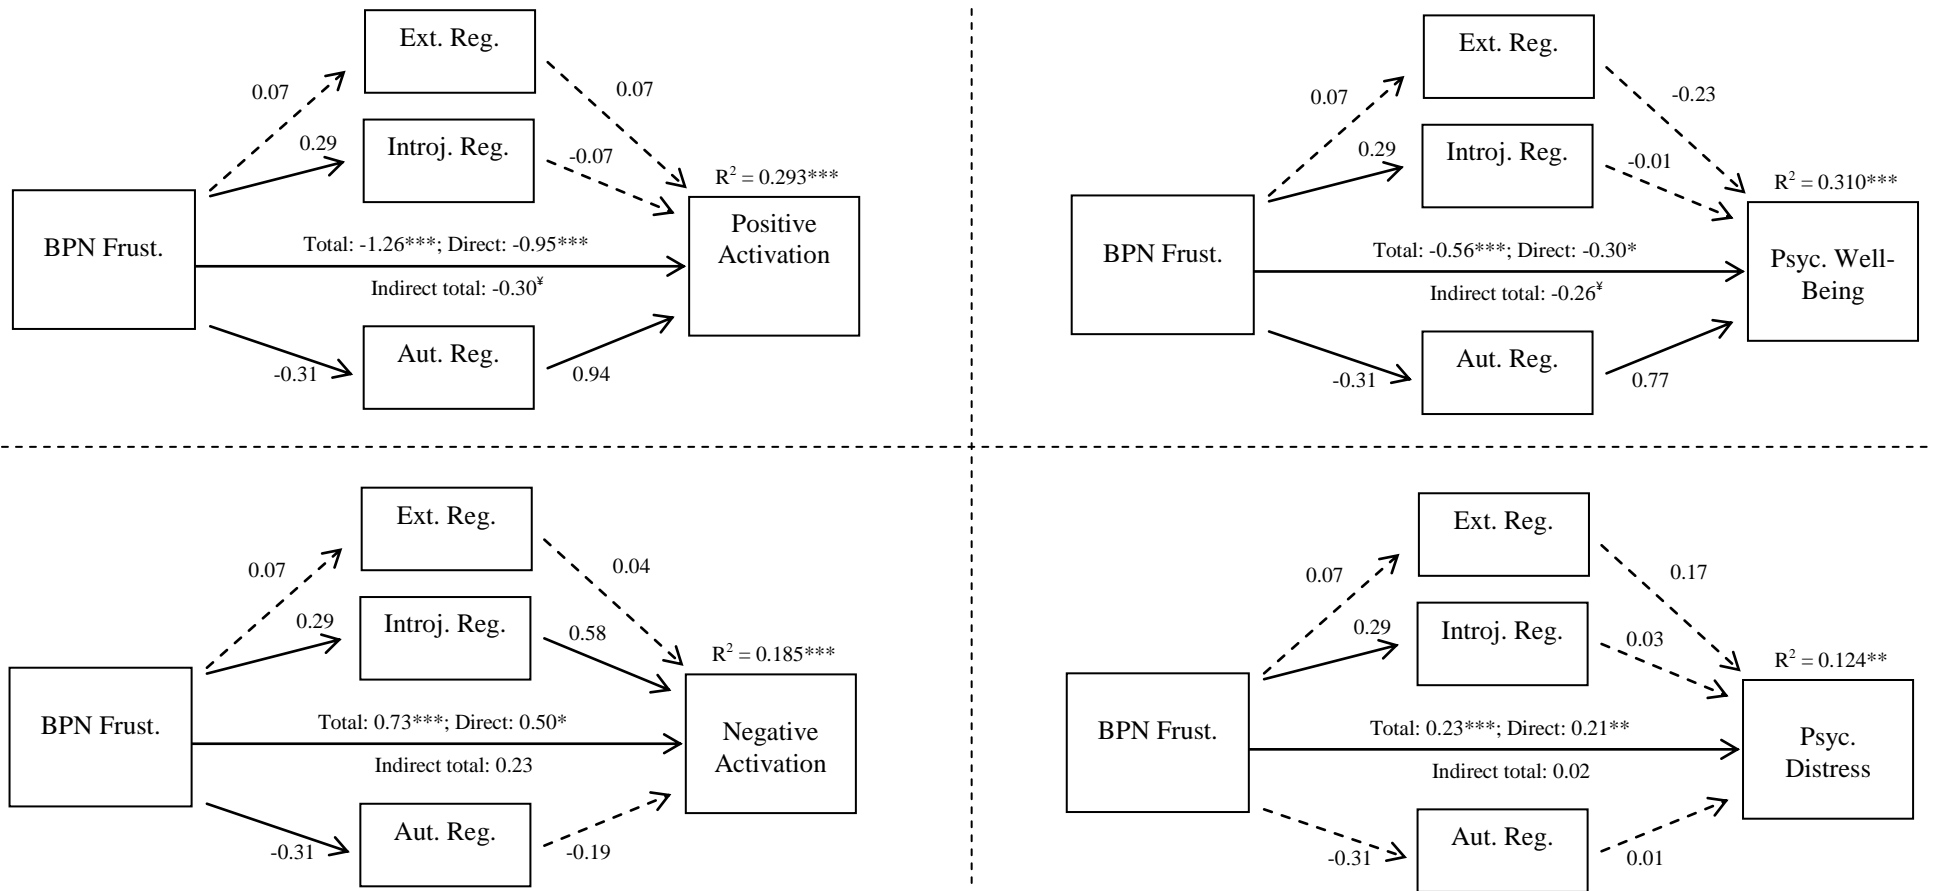 Ext. Reg.
0.07
0.07
Introj. Reg.
0.29
-0.07
R² = 0.293***
BPN Frust.
Total: -1.26***; Direct: -0.95***
Indirect total: -0.30¥
Positive
Activation
Aut. Reg.
-0.31
0.94
Ext. Reg.
0.07
-0.23
Introj. Reg.
0.29
-0.01
R² = 0.310***
BPN Frust.
Total: -0.56***; Direct: -0.30*
Indirect total: -0.26¥
Psyc. Well-
Being
Aut. Reg.
-0.31
0.77
Ext. Reg.
0.07
0.04
Introj. Reg.
0.29
0.58
R² = 0.185***
BPN Frust.
Total: 0.73***; Direct: 0.50*
Indirect total: 0.23
Negative
Activation
Aut. Reg.
-0.31
-0.19
Ext. Reg.
0.07
0.17
Introj. Reg.
0.29
0.03
R² = 0.124**
BPN Frust.
Total: 0.23***; Direct: 0.21**
Indirect total: 0.02
Psyc.
Distress
Aut. Reg.
-0.31
0.01